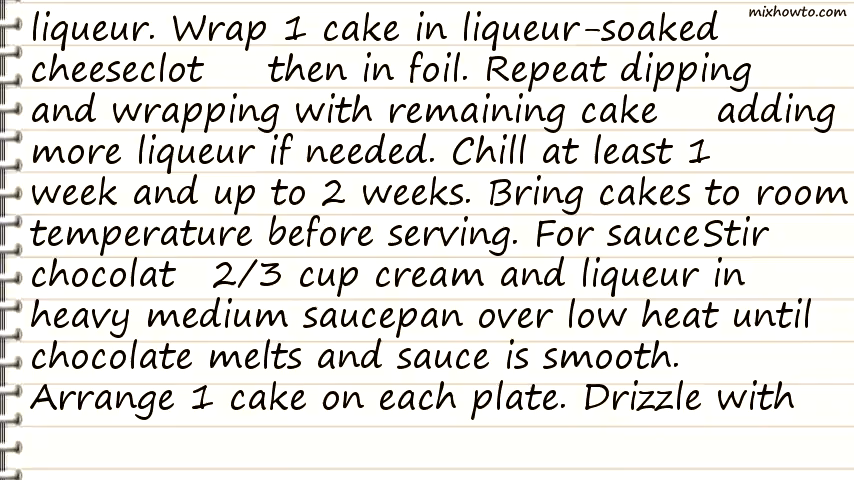 mixhowto.com
liqueur. Wrap 1 cake in liqueur-soaked
cheeseclot then in foil. Repeat dipping
and wrapping with remaining cake adding
more liqueur if needed. Chill at least 1
week and up to 2 weeks. Bring cakes to room
temperature before serving. For sauceStir
chocolat 2/3 cup cream and liqueur in
heavy medium saucepan over low heat until
chocolate melts and sauce is smooth.
Arrange 1 cake on each plate. Drizzle with